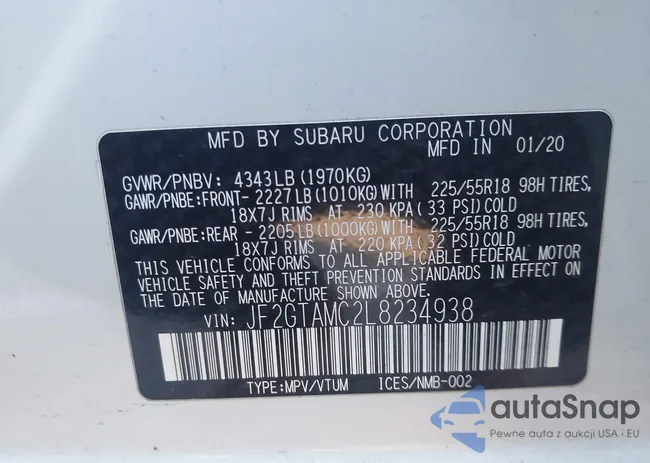 MFD BY SUBARU CORPORATION
MFD IN 01/20
GVWR/PNBV: 4343LB(1970KG)
GAWR/PNBE:FRONT-2227LB(1010KG)WITH 225/55R18 98H TIRES,
18X7J RIMS AT 230 KPA(33 PSI)COLD
GAWR/PNBE:REAR -2205LB(1000KG)WITH 225/55R18 98H TIRES,
18X7J RIMS AT 220 KPA(32 PSI)COLD
THIS VEHICLE CONFORMS TO ALL APPLICABLE FEDERAL MOTOR
VEHICLE SAFETY AND THEFT PREVENTION STANDARDS IN EFFECT ON
THE DATE OF MANUFACTURE SHOWN ABOVE.
VIN: JF2GTAMC2L8234938
TYPE:MPV/VTUM ICES/NMB-002
autaSnap
Pewne auta z aukcji USA i EU